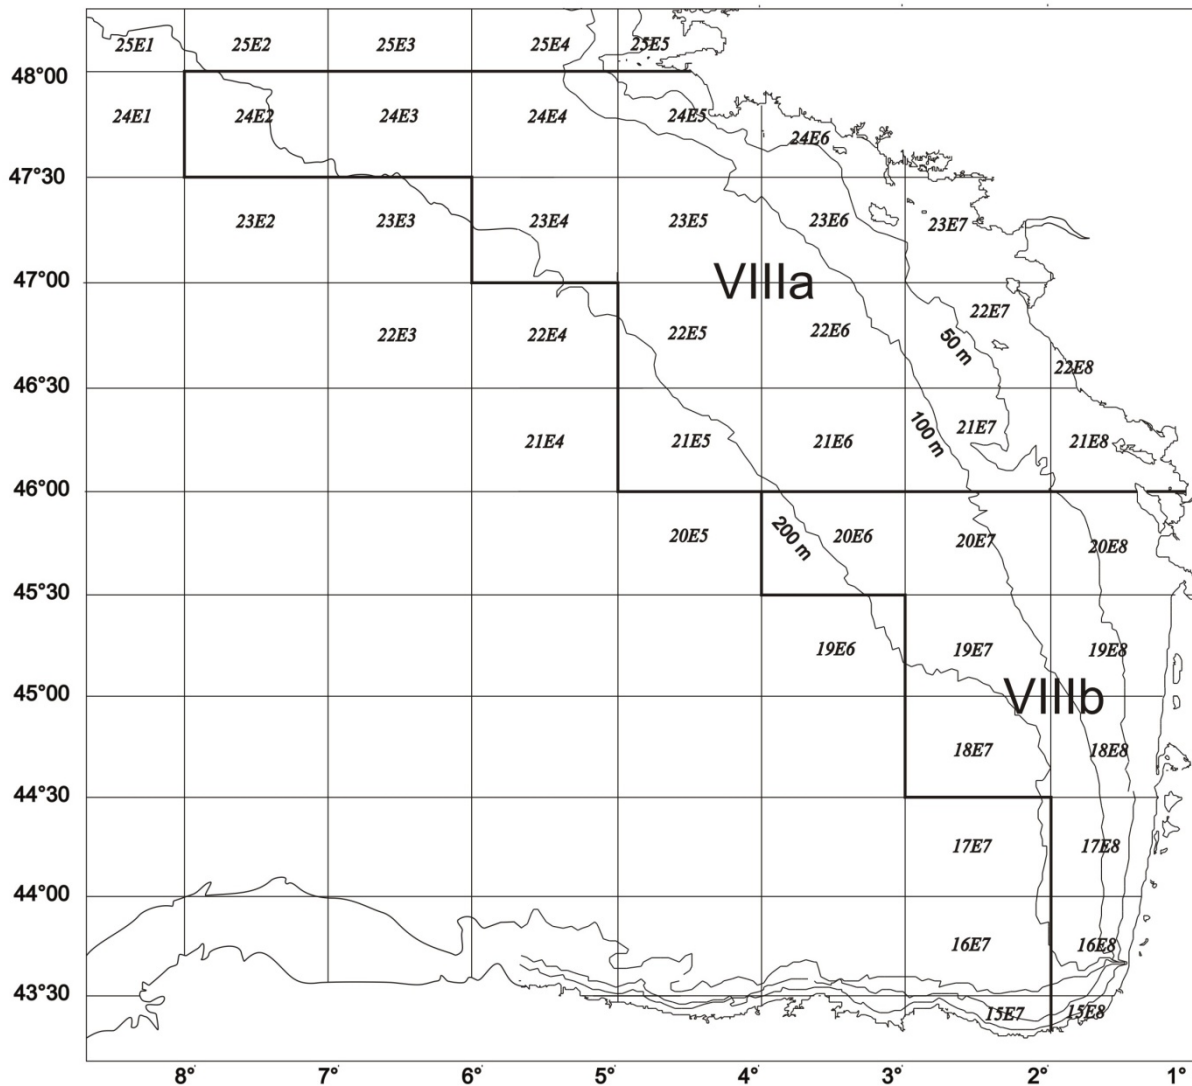 25E1 25E2 25E3 25E4 25E5
48°00
24E1 24E2 24E3 24E4 24E5 24E6
47°30
23E2 23E3 23E4 23E5 23E6 23E7
47°00 VIIIa
22E3 22E4 22E5 22E6 22E7 22E8
50 m
46°30
21E4 21E5 21E6 21E7 21E8
100 m
46°00
20E5 20E6 20E7 20E8
200 m
45°30
19E6 19E7 19E8
45°00 VIIIb
18E7 18E8
44°30
17E7 17E8
44°00
16E7 16E8
43°30
15E7 15E8
8° 7° 6° 5° 4° 3° 2° 1°